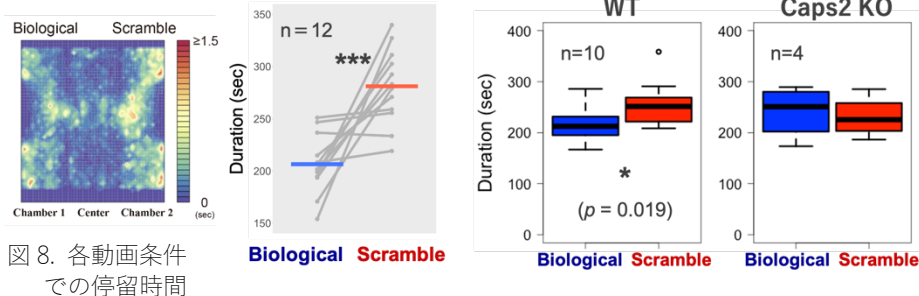 Biological Scramble
≥1.5
0
(sec)
Chamber 1 Center Chamber 2
図 8. 各動画条件
での停留時間
Duration (sec)
350
300
250
200
150
n = 12
***
Biological Scramble
WT
Duration (sec)
400
300
200
100
0
n=10
*
(p = 0.019)
Biological Scramble
Caps2 KO
400
300
200
100
0
n=4
Biological Scramble